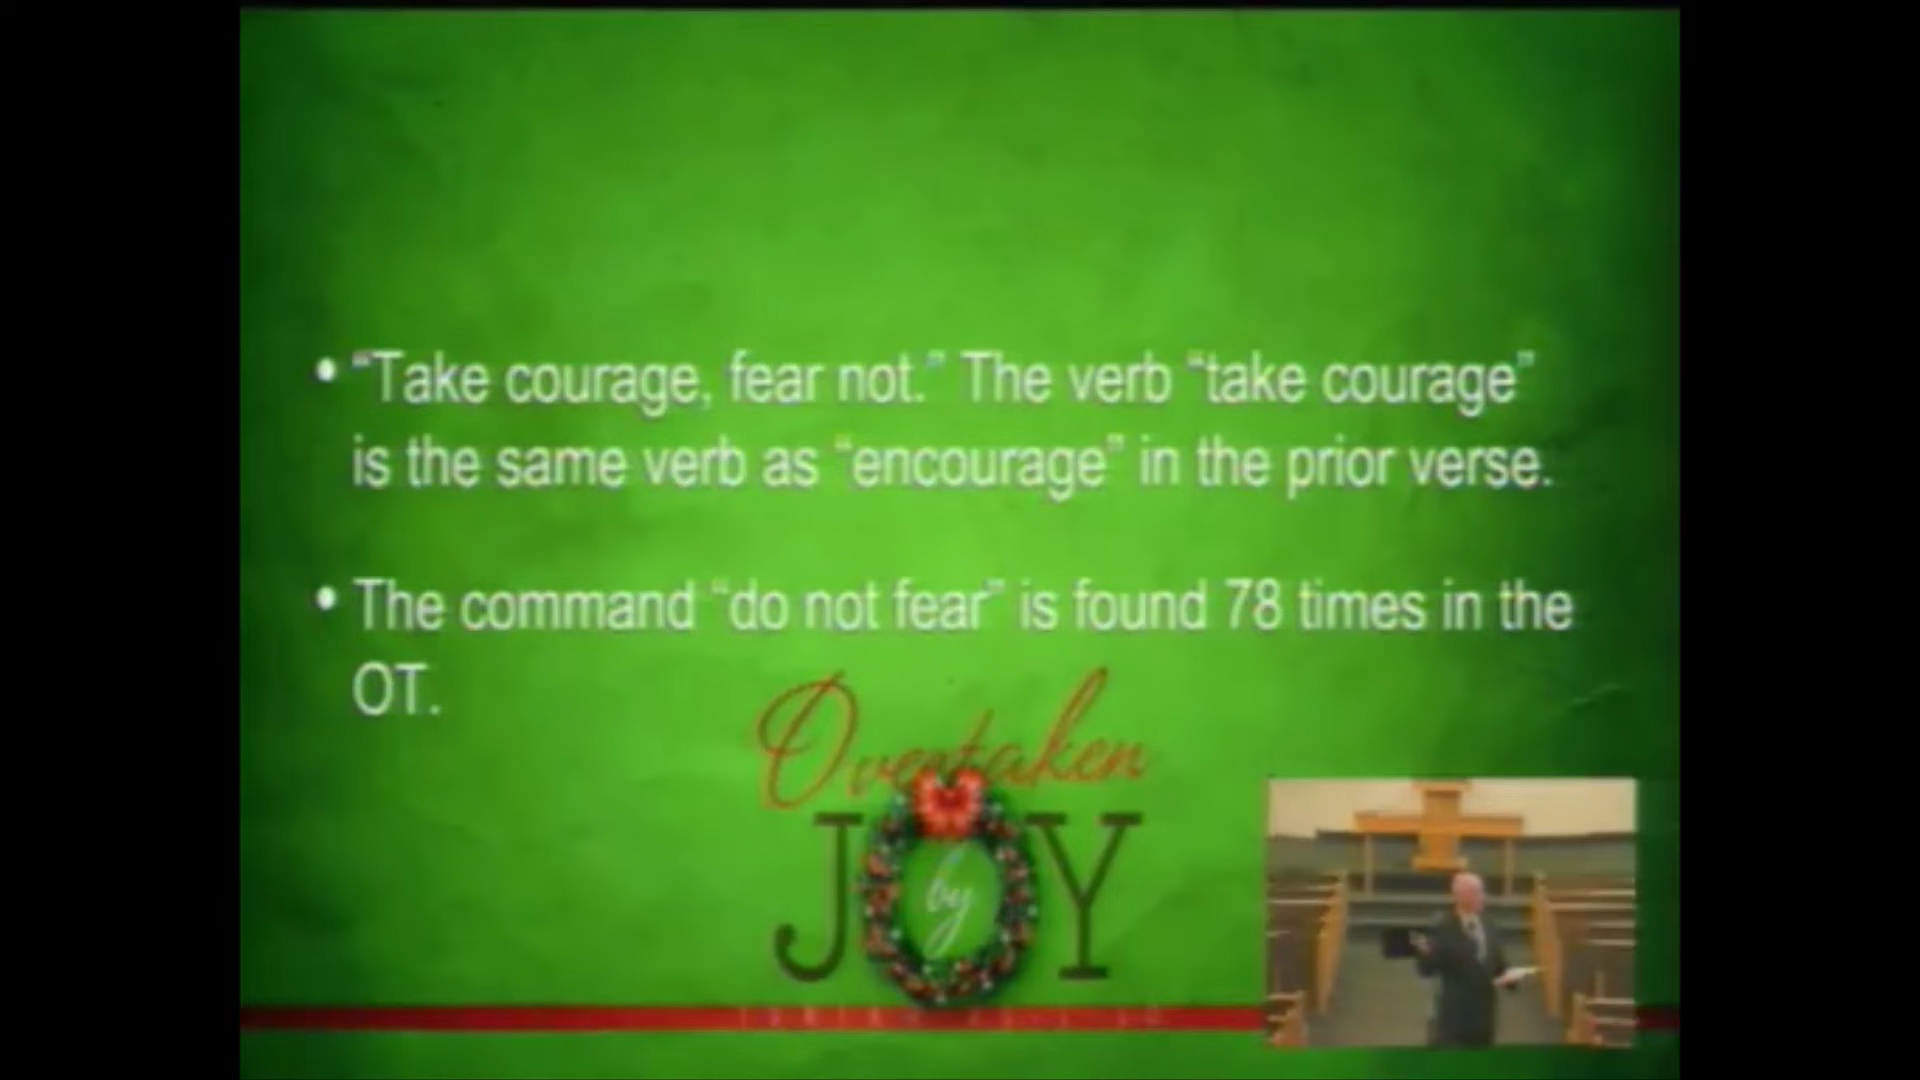 • “Take courage, fear not.” The verb “take courage”
is the same verb as “encourage” in the prior verse.
• The command “do not fear” is found 78 times in the
OT.
Overtaken
by
JOY